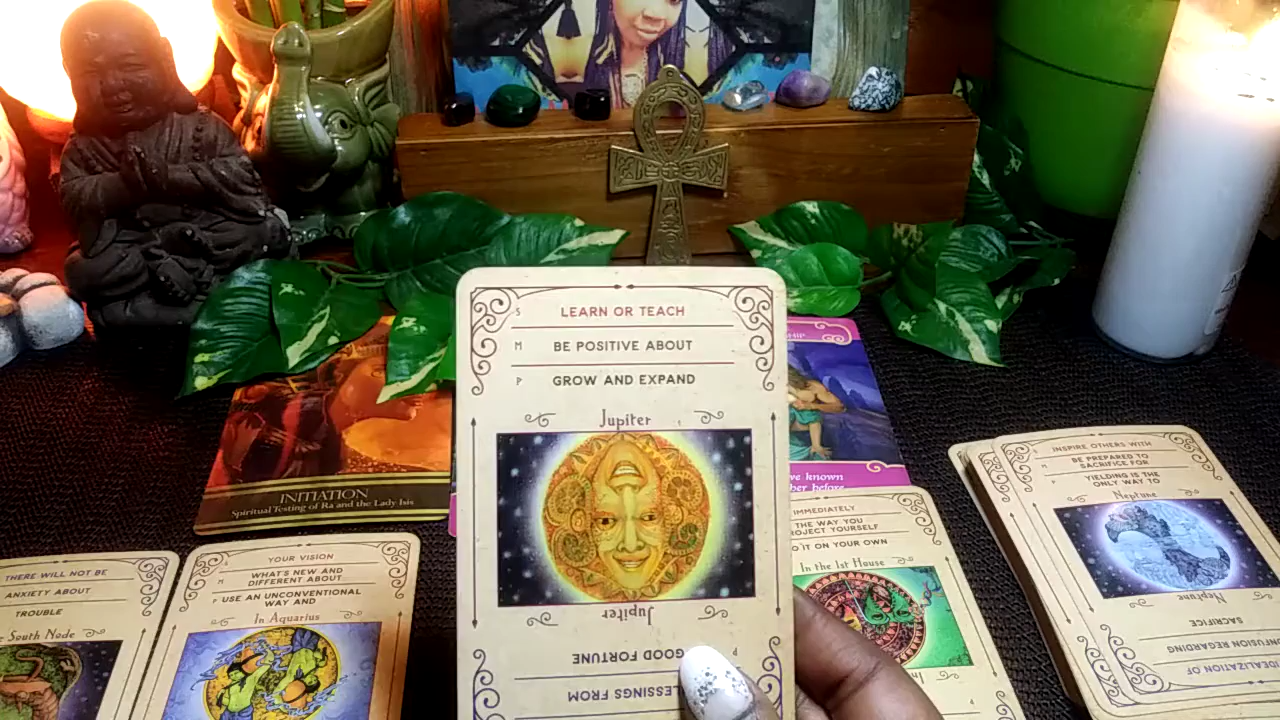 S LEARN OR TEACH
M BE POSITIVE ABOUT
P GROW AND EXPAND
Jupiter
Jupiter
P GOOD FORTUNE
BLESSINGS FROM
INITIATION
Spiritual Testing of Ra and the Lady Isis
known
before
THERE WILL NOT BE
ANXIETY ABOUT
TROUBLE
South Node
YOUR VISION
M WHAT'S NEW AND
DIFFERENT ABOUT
P USE AN UNCONVENTIONAL
WAY AND
In Aquarius
IMMEDIATELY
THE WAY YOU
PROJECT YOURSELF
IT ON YOUR OWN
In the 1st House
INSPIRE OTHERS WITH
M BE PREPARED TO
SACRIFICE FOR
P YIELDING IS THE
ONLY WAY TO
Neptune
Neptune
SACRIFICE
CONFUSION REGARDING
IDEALIZATION OF